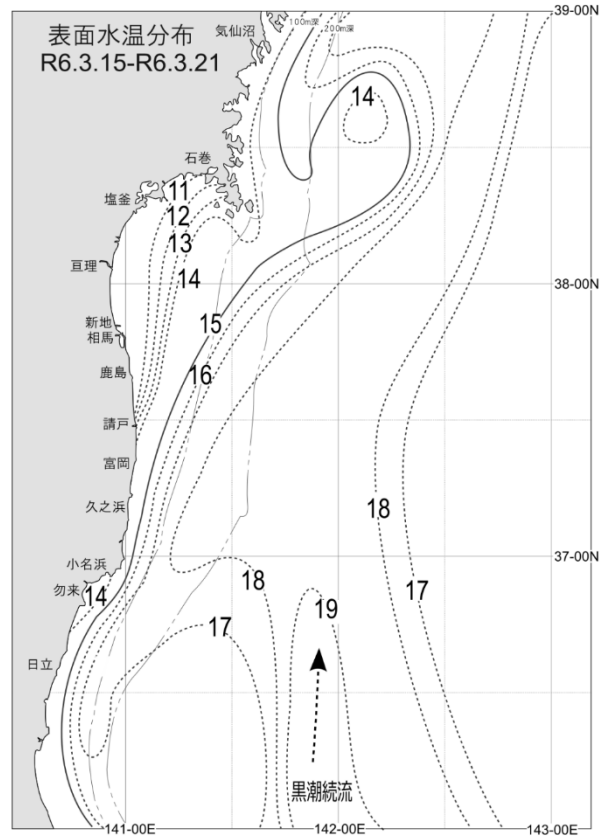 表面水温分布
R6.3.15-R6.3.21
気仙沼
100m深
200m深
39-00N
14
石巻
11
塩釜
12
13
亘理
14
38-00N
新地
15
相馬
鹿島
16
請戸
富岡
久之浜
18
37-00N
小名浜
勿来
14
18
19
17
17
日立
黒潮続流
141-00E
142-00E
143-00E